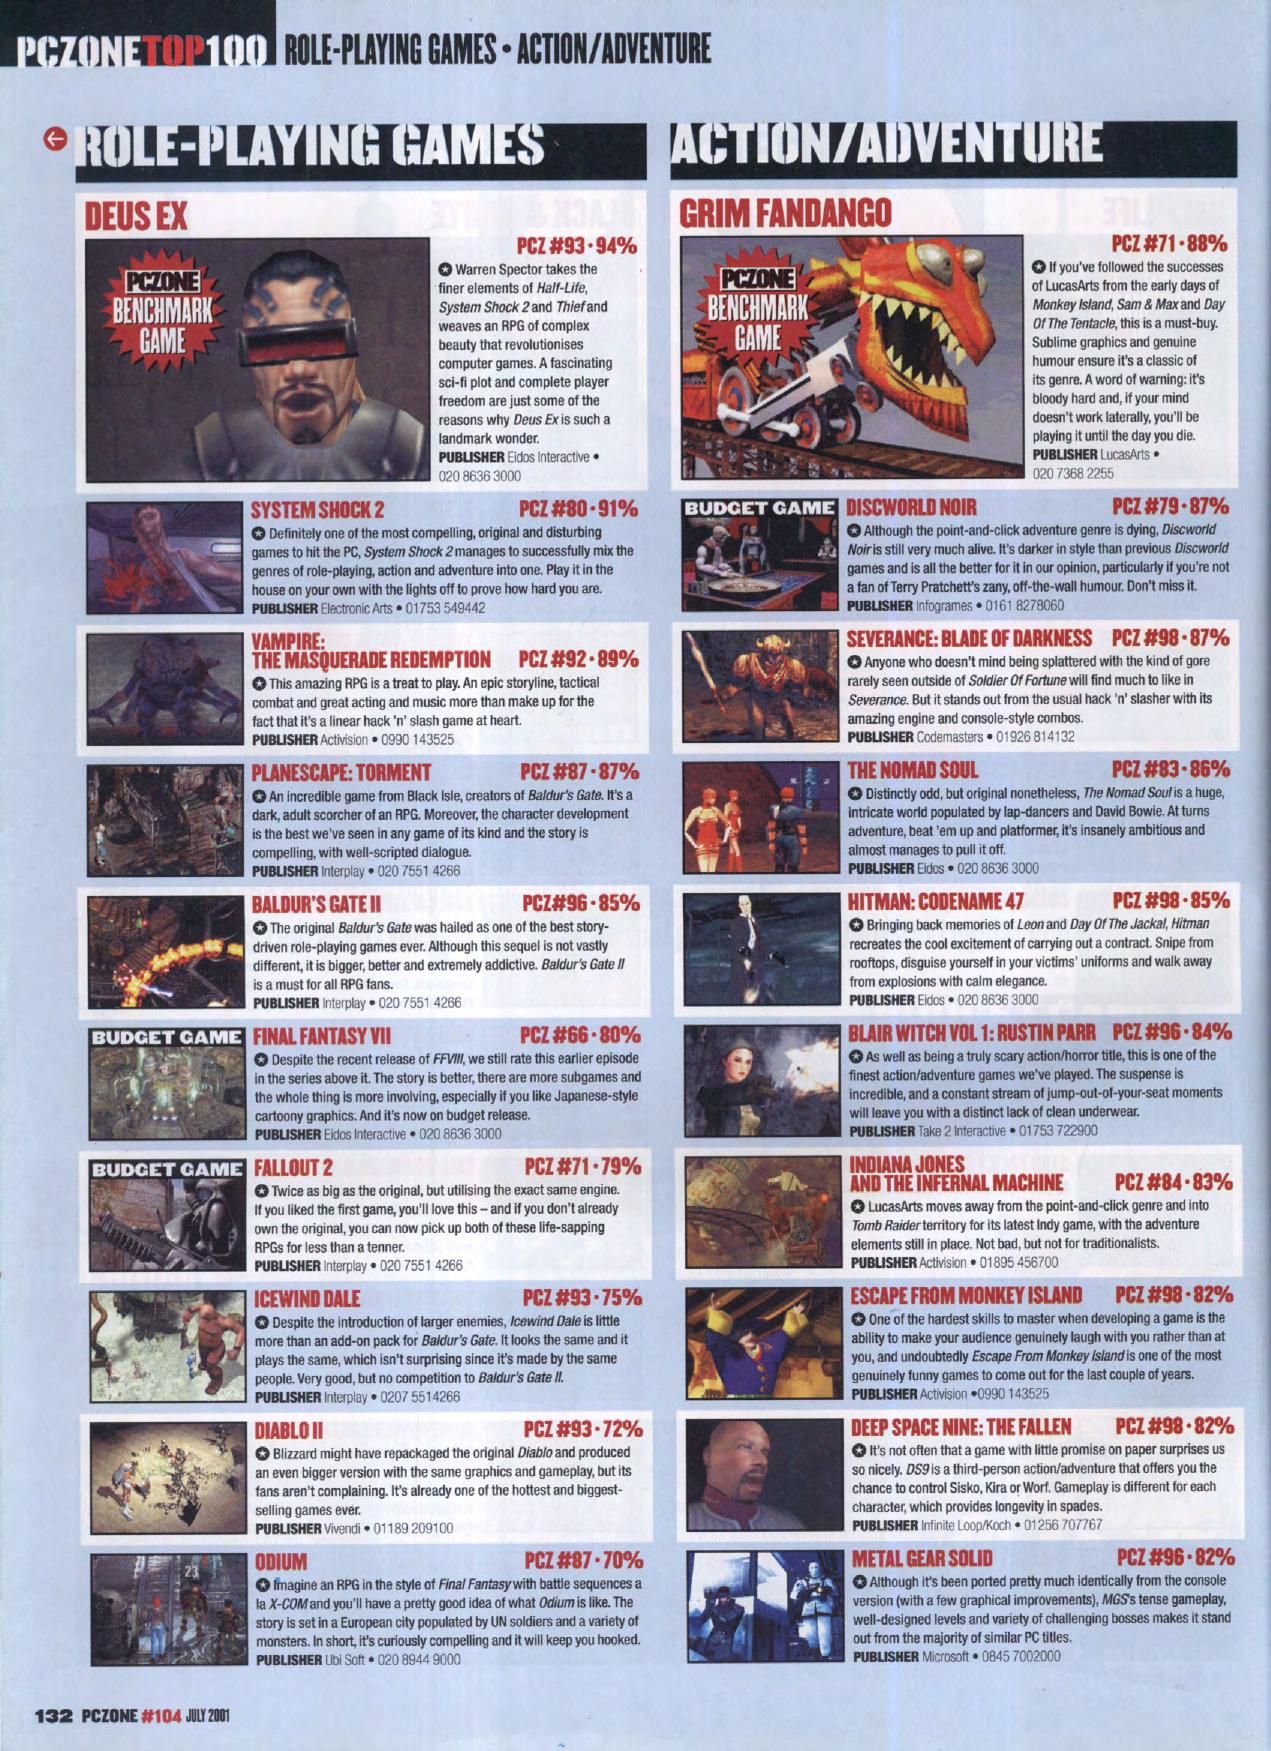 PCZONETOP100 ROLE-PLAYING GAMES • ACTION/ADVENTURE
ROLE-PLAYING GAMES
DEUS EX
PCZONE
BENCHMARK
GAME
PCZ #93 • 94%
Warren Spector takes the
finer elements of Half-Life,
System Shock 2 and Thief and
weaves an RPG of complex
beauty that revolutionises
computer games. A fascinating
sci-fi plot and complete player
freedom are just some of the
reasons why Deus Ex is such a
landmark wonder.
PUBLISHER Eidos Interactive •
020 8636 3000
SYSTEM SHOCK 2 PCZ #80 • 91%
Definitely one of the most compelling, original and disturbing
games to hit the PC, System Shock 2 manages to successfully mix the
genres of role-playing, action and adventure into one. Play it in the
house on your own with the lights off to prove how hard you are.
PUBLISHER Electronic Arts • 01753 549442
VAMPIRE:
THE MASQUERADE REDEMPTION PCZ #92 • 89%
This amazing RPG is a treat to play. An epic storyline, tactical
combat and great acting and music more than make up for the
fact that it's a linear hack 'n' slash game at heart.
PUBLISHER Activision • 0990 143525
PLANESCAPE: TORMENT PCZ #87 • 87%
An incredible game from Black Isle, creators of Baldur's Gate. It's a
dark, adult scorcher of an RPG. Moreover, the character development
is the best we've seen in any game of its kind and the story is
compelling, with well-scripted dialogue.
PUBLISHER Interplay • 020 7551 4266
BALDUR'S GATE II PCZ#96 • 85%
The original Baldur's Gate was hailed as one of the best story-
driven role-playing games ever. Although this sequel is not vastly
different, it is bigger, better and extremely addictive. Baldur's Gate II
is a must for all RPG fans.
PUBLISHER Interplay • 020 7551 4266
BUDGET GAME
FINAL FANTASY VII PCZ #66 • 80%
Despite the recent release of FFVIII, we still rate this earlier episode
in the series above it. The story is better, there are more subgames and
the whole thing is more involving, especially if you like Japanese-style
cartoony graphics. And it's now on budget release.
PUBLISHER Eidos Interactive • 020 8636 3000
BUDGET GAME
FALLOUT 2 PCZ #71 • 79%
Twice as big as the original, but utilising the exact same engine.
If you liked the first game, you'll love this – and if you don't already
own the original, you can now pick up both of these life-sapping
RPGs for less than a tenner.
PUBLISHER Interplay • 020 7551 4266
ICEWIND DALE PCZ #93 • 75%
Despite the introduction of larger enemies, Icewind Dale is little
more than an add-on pack for Baldur's Gate. It looks the same and it
plays the same, which isn't surprising since it's made by the same
people. Very good, but no competition to Baldur's Gate II.
PUBLISHER Interplay • 0207 5514266
DIABLO II PCZ #93 • 72%
Blizzard might have repackaged the original Diablo and produced
an even bigger version with the same graphics and gameplay, but its
fans aren't complaining. It's already one of the hottest and biggest-
selling games ever.
PUBLISHER Vivendi • 01189 209100
23
ODIUM PCZ #87 • 70%
Imagine an RPG in the style of Final Fantasy with battle sequences a
la X-COM and you'll have a pretty good idea of what Odium is like. The
story is set in a European city populated by UN soldiers and a variety of
monsters. In short, it's curiously compelling and it will keep you hooked.
PUBLISHER Ubi Soft • 020 8944 9000
ACTION/ADVENTURE
GRIM FANDANGO
PCZONE
BENCHMARK
GAME
PCZ #71 • 88%
If you've followed the successes
of LucasArts from the early days of
Monkey Island, Sam & Max and Day
Of The Tentacle, this is a must-buy.
Sublime graphics and genuine
humour ensure it's a classic of
its genre. A word of warning: it's
bloody hard and, if your mind
doesn't work laterally, you'll be
playing it until the day you die.
PUBLISHER LucasArts •
020 7368 2255
BUDGET GAME
DISCWORLD NOIR PCZ #79 • 87%
Although the point-and-click adventure genre is dying, Discworld
Noir is still very much alive. It's darker in style than previous Discworld
games and is all the better for it in our opinion, particularly if you're not
a fan of Terry Pratchett's zany, off-the-wall humour. Don't miss it.
PUBLISHER Infogrames • 0161 8278060
SEVERANCE: BLADE OF DARKNESS PCZ #98 • 87%
Anyone who doesn't mind being splattered with the kind of gore
rarely seen outside of Soldier Of Fortune will find much to like in
Severance. But it stands out from the usual hack 'n' slasher with its
amazing engine and console-style combos.
PUBLISHER Codemasters • 01926 814132
THE NOMAD SOUL PCZ #83 • 86%
Distinctly odd, but original nonetheless, The Nomad Soul is a huge,
intricate world populated by lap-dancers and David Bowie. At turns
adventure, beat 'em up and platformer, it's insanely ambitious and
almost manages to pull it off.
PUBLISHER Eidos • 020 8636 3000
HITMAN: CODENAME 47 PCZ #98 • 85%
Bringing back memories of Leon and Day Of The Jackal, Hitman
recreates the cool excitement of carrying out a contract. Snipe from
rooftops, disguise yourself in your victims' uniforms and walk away
from explosions with calm elegance.
PUBLISHER Eidos • 020 8636 3000
BLAIR WITCH VOL 1: RUSTIN PARR PCZ #96 • 84%
As well as being a truly scary action/horror title, this is one of the
finest action/adventure games we've played. The suspense is
incredible, and a constant stream of jump-out-of-your-seat moments
will leave you with a distinct lack of clean underwear.
PUBLISHER Take 2 Interactive • 01753 722900
INDIANA JONES
AND THE INFERNAL MACHINE PCZ #84 • 83%
LucasArts moves away from the point-and-click genre and into
Tomb Raider territory for its latest Indy game, with the adventure
elements still in place. Not bad, but not for traditionalists.
PUBLISHER Activision • 01895 456700
ESCAPE FROM MONKEY ISLAND PCZ #98 • 82%
One of the hardest skills to master when developing a game is the
ability to make your audience genuinely laugh with you rather than at
you, and undoubtedly Escape From Monkey Island is one of the most
genuinely funny games to come out for the last couple of years.
PUBLISHER Activision •0990 143525
DEEP SPACE NINE: THE FALLEN PCZ #98 • 82%
It's not often that a game with little promise on paper surprises us
so nicely. DS9 is a third-person action/adventure that offers you the
chance to control Sisko, Kira or Worf. Gameplay is different for each
character, which provides longevity in spades.
PUBLISHER Infinite Loop/Koch • 01256 707767
METAL GEAR SOLID PCZ #96 • 82%
Although it's been ported pretty much identically from the console
version (with a few graphical improvements), MGS's tense gameplay,
well-designed levels and variety of challenging bosses makes it stand
out from the majority of similar PC titles.
PUBLISHER Microsoft • 0845 7002000
132 PCZONE #104 JULY 2001